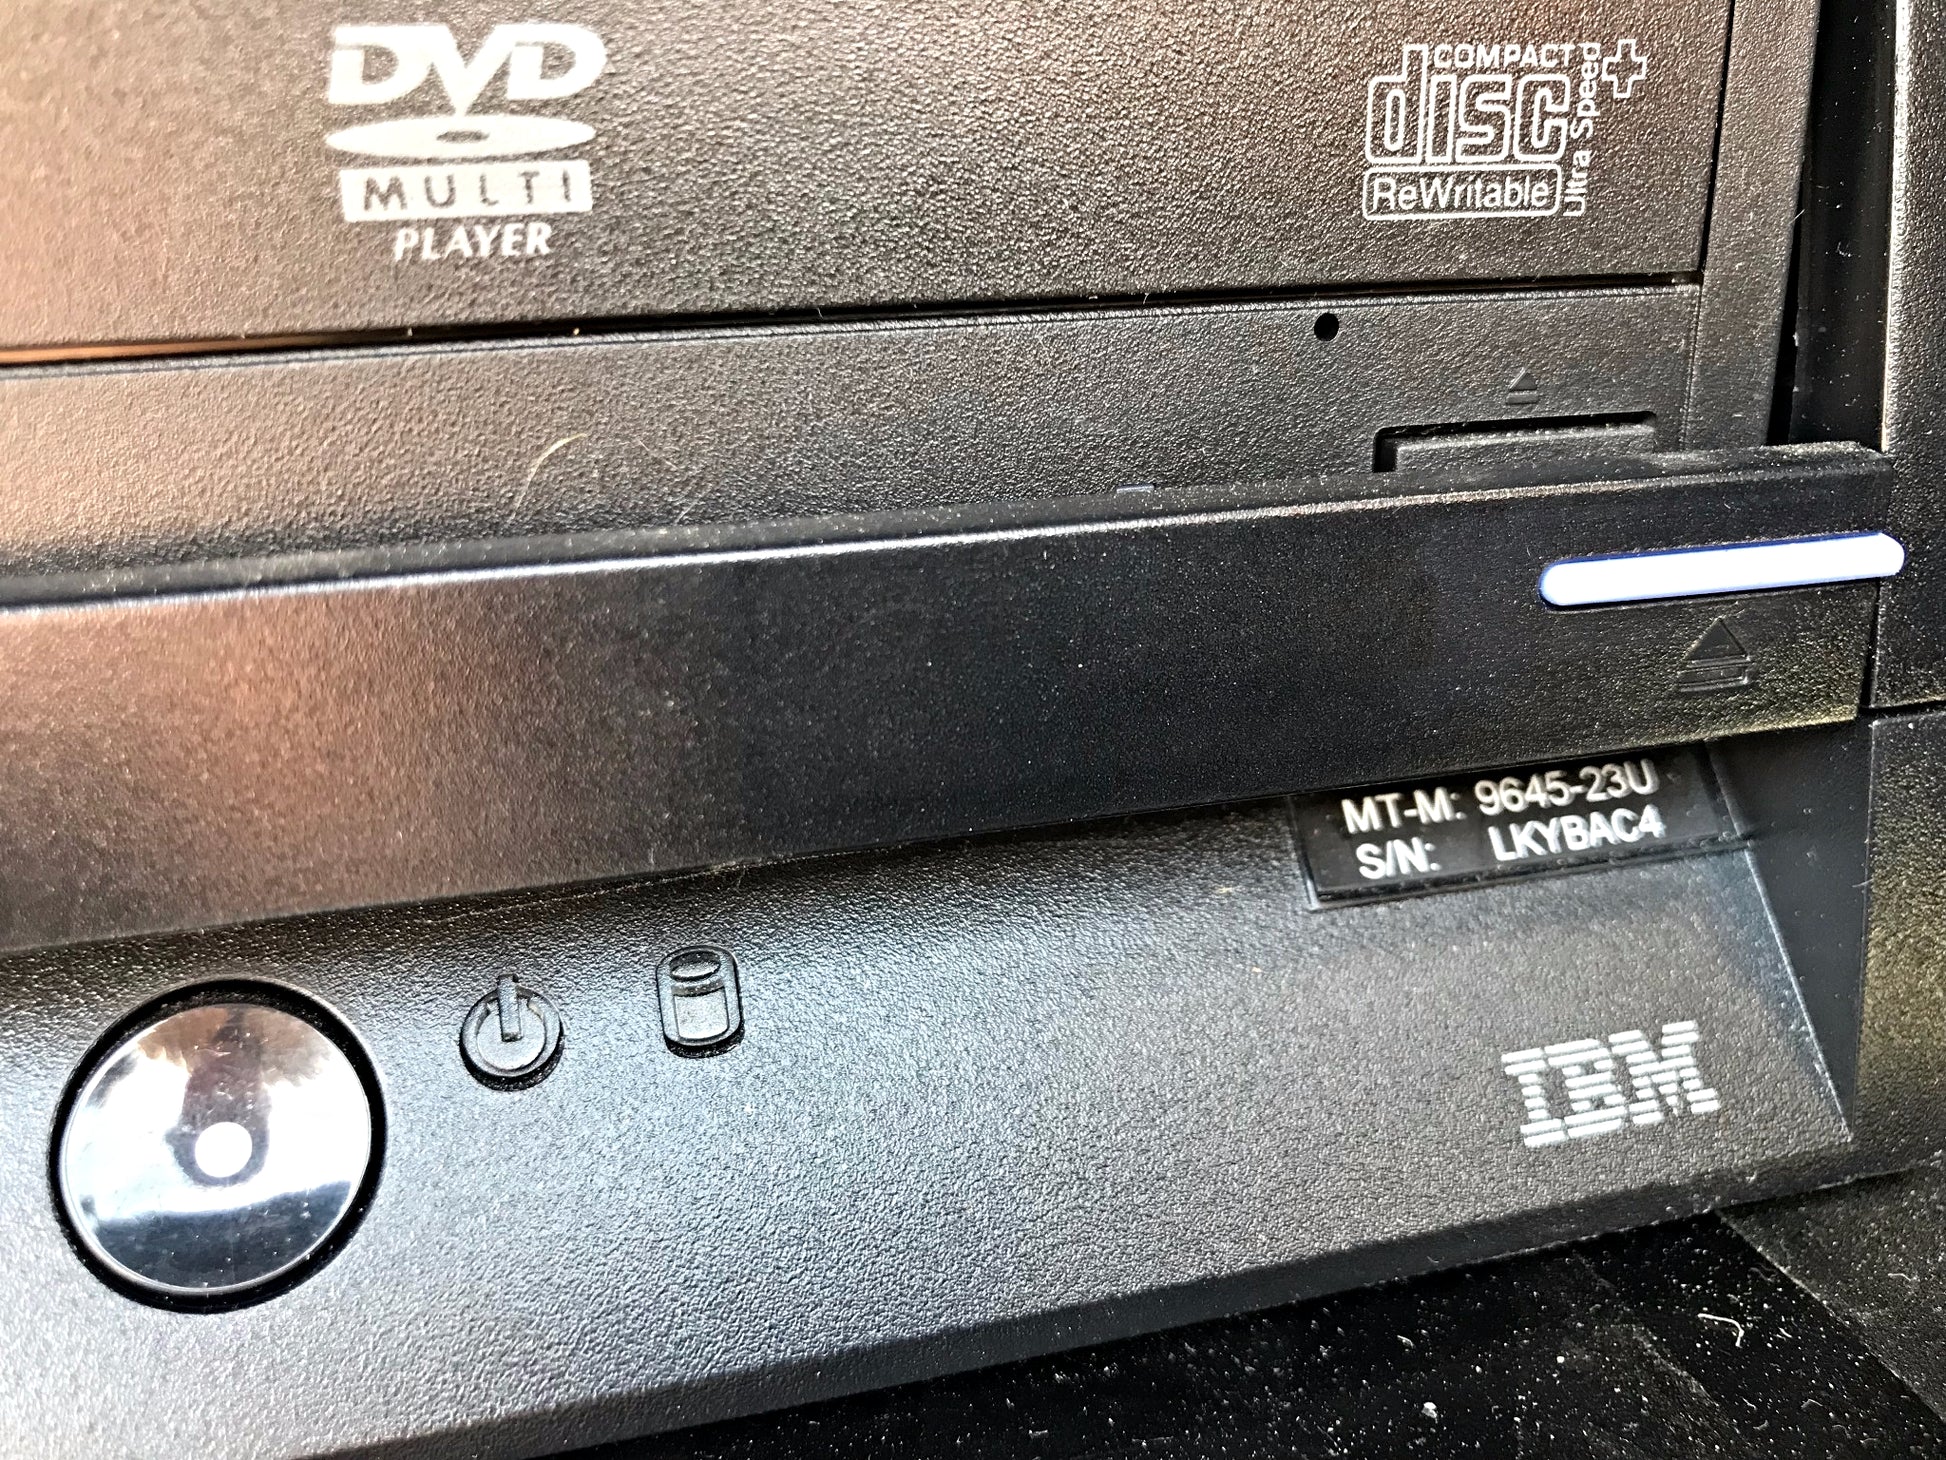 DVD
MULTI
PLAYER
COMPACT
disc
ReWritable
Ultra Speed+
MT-M: 9645-23U
S/N: LKYBAC4
IBM